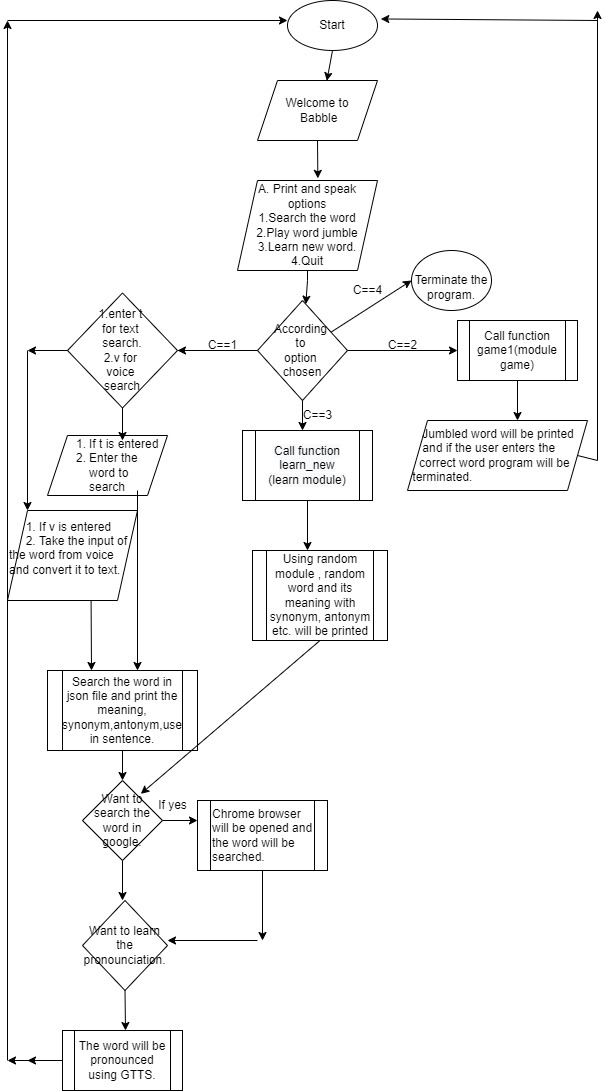 Start
Welcome to
Babble
A. Print and speak
options
1.Search the word
2.Play word jumble
3.Learn new word.
4.Quit
C==4
Terminate the
program.
1.enter t
for text
search.
2.v for
voice
search
C==1
According
to
option
chosen
C==2
Call function
game1(module
game)
C==3
Jumbled word will be printed
and if the user enters the
correct word program will be
terminated.
1. If t is entered
2. Enter the
word to
search
Call function
learn_new
(learn module)
1. If v is entered
2. Take the input of
the word from voice
and convert it to text.
Using random
module , random
word and its
meaning with
synonym, antonym
etc. will be printed
Search the word in
json file and print the
meaning,
synonym,antonym,use
in sentence.
Want to
search the
word in
google.
If yes
Chrome browser
will be opened and
the word will be
searched.
Want to learn
the
pronounciation.
The word will be
pronounced
using GTTS.